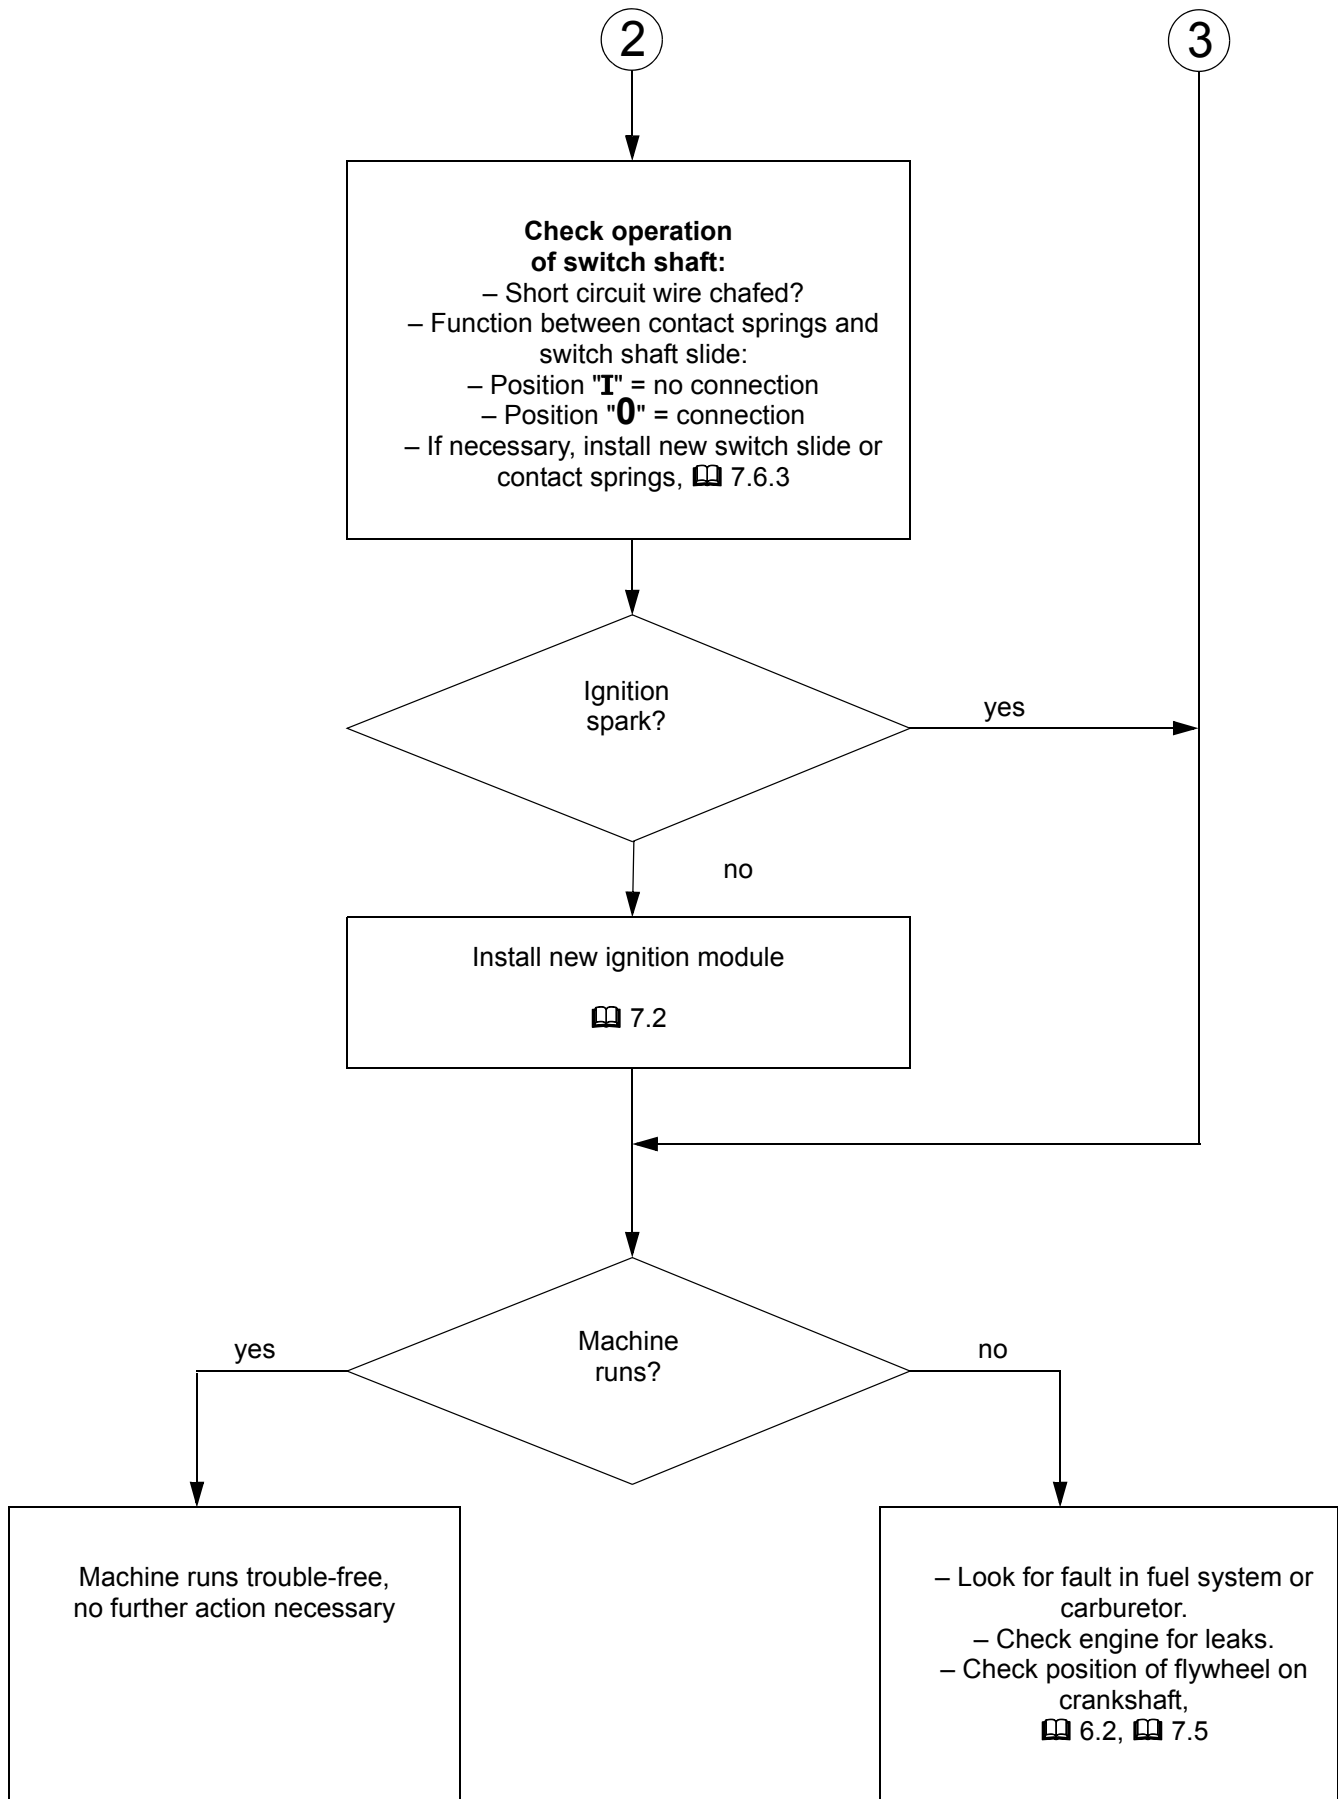 2
3
Check operation
of switch shaft:
– Short circuit wire chafed?
– Function between contact springs and
switch shaft slide:
– Position "I" = no connection
– Position "0" = connection
– If necessary, install new switch slide or
contact springs, 📖 7.6.3
Ignition
spark?
yes
no
Install new ignition module
📖 7.2
Machine
runs?
yes
no
Machine runs trouble-free,
no further action necessary
– Look for fault in fuel system or
carburetor.
– Check engine for leaks.
– Check position of flywheel on
crankshaft,
📖 6.2, 📖 7.5